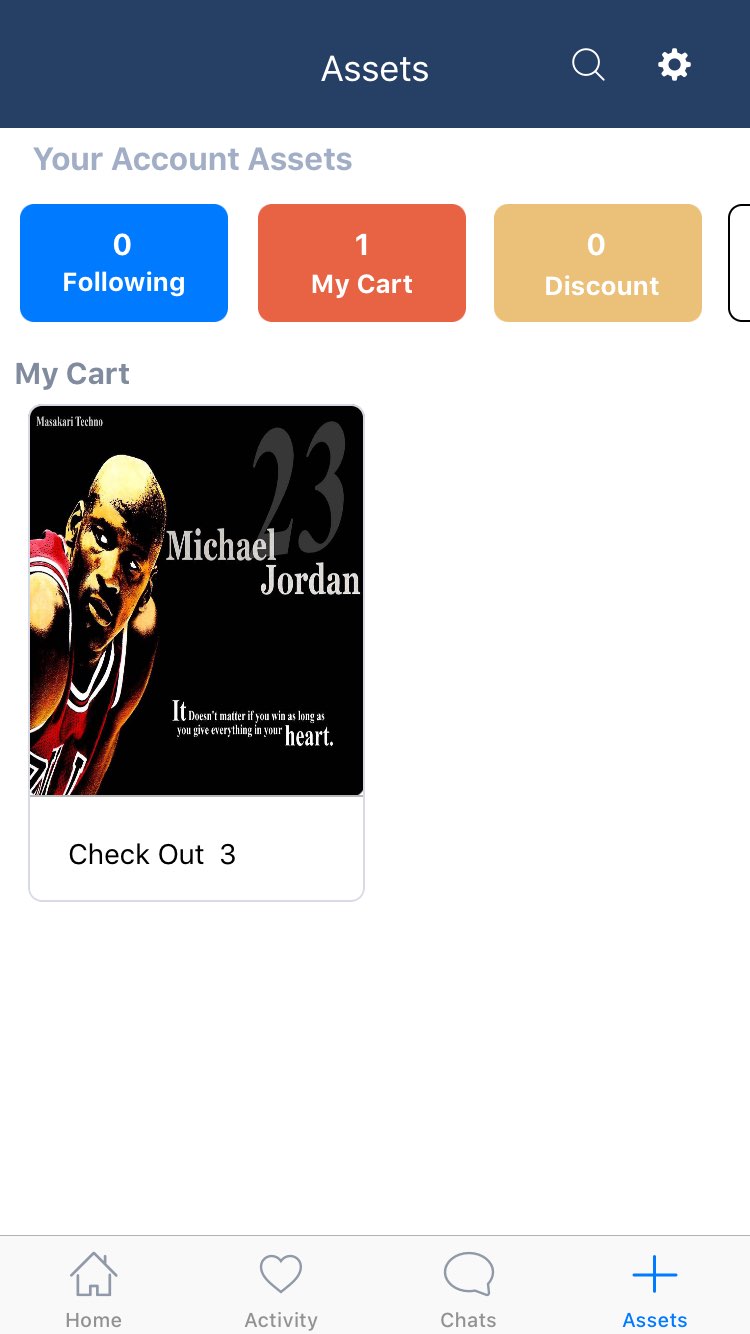 Assets
Your Account Assets
0
Following
1
My Cart
0
Discount
My Cart
Masakari Techno
23
Michael
Jordan
It Doesn't matter if you win as long as
you give everything in your heart.
Check Out 3
Home
Activity
Chats
Assets